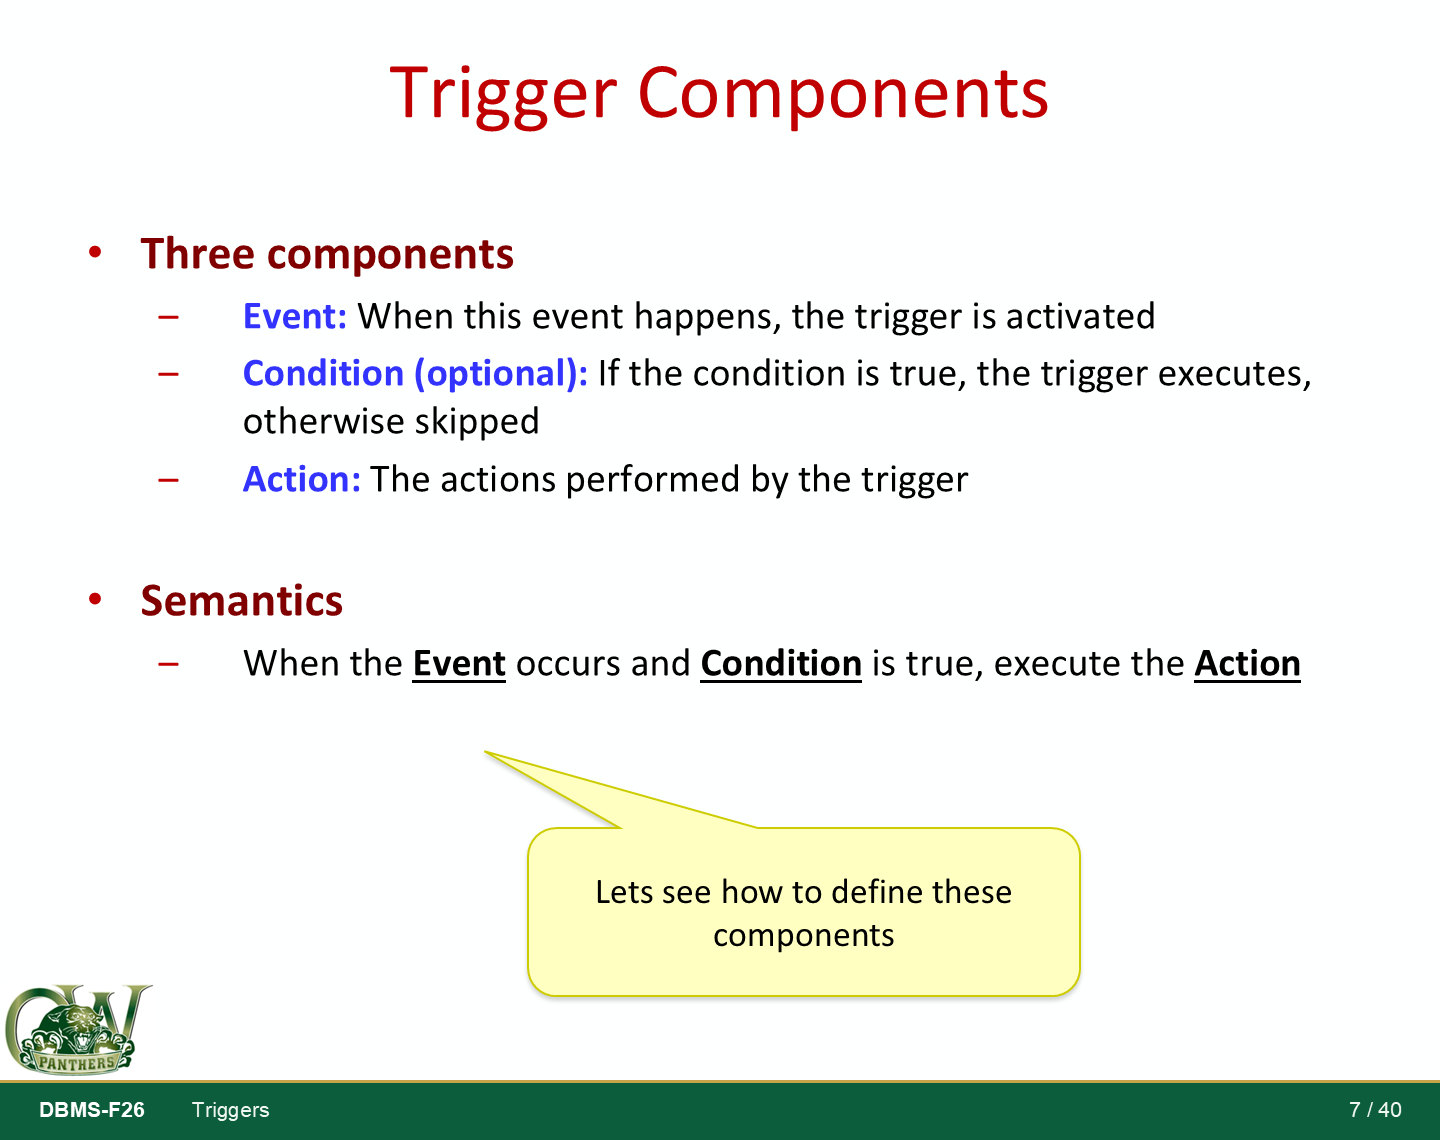 Trigger Components
• Three components
– Event: When this event happens, the trigger is activated
– Condition (optional): If the condition is true, the trigger executes,
otherwise skipped
– Action: The actions performed by the trigger
• Semantics
– When the Event occurs and Condition is true, execute the Action
Lets see how to define these
components
OW
PANTHERS
DBMS-F26 Triggers 7 / 40